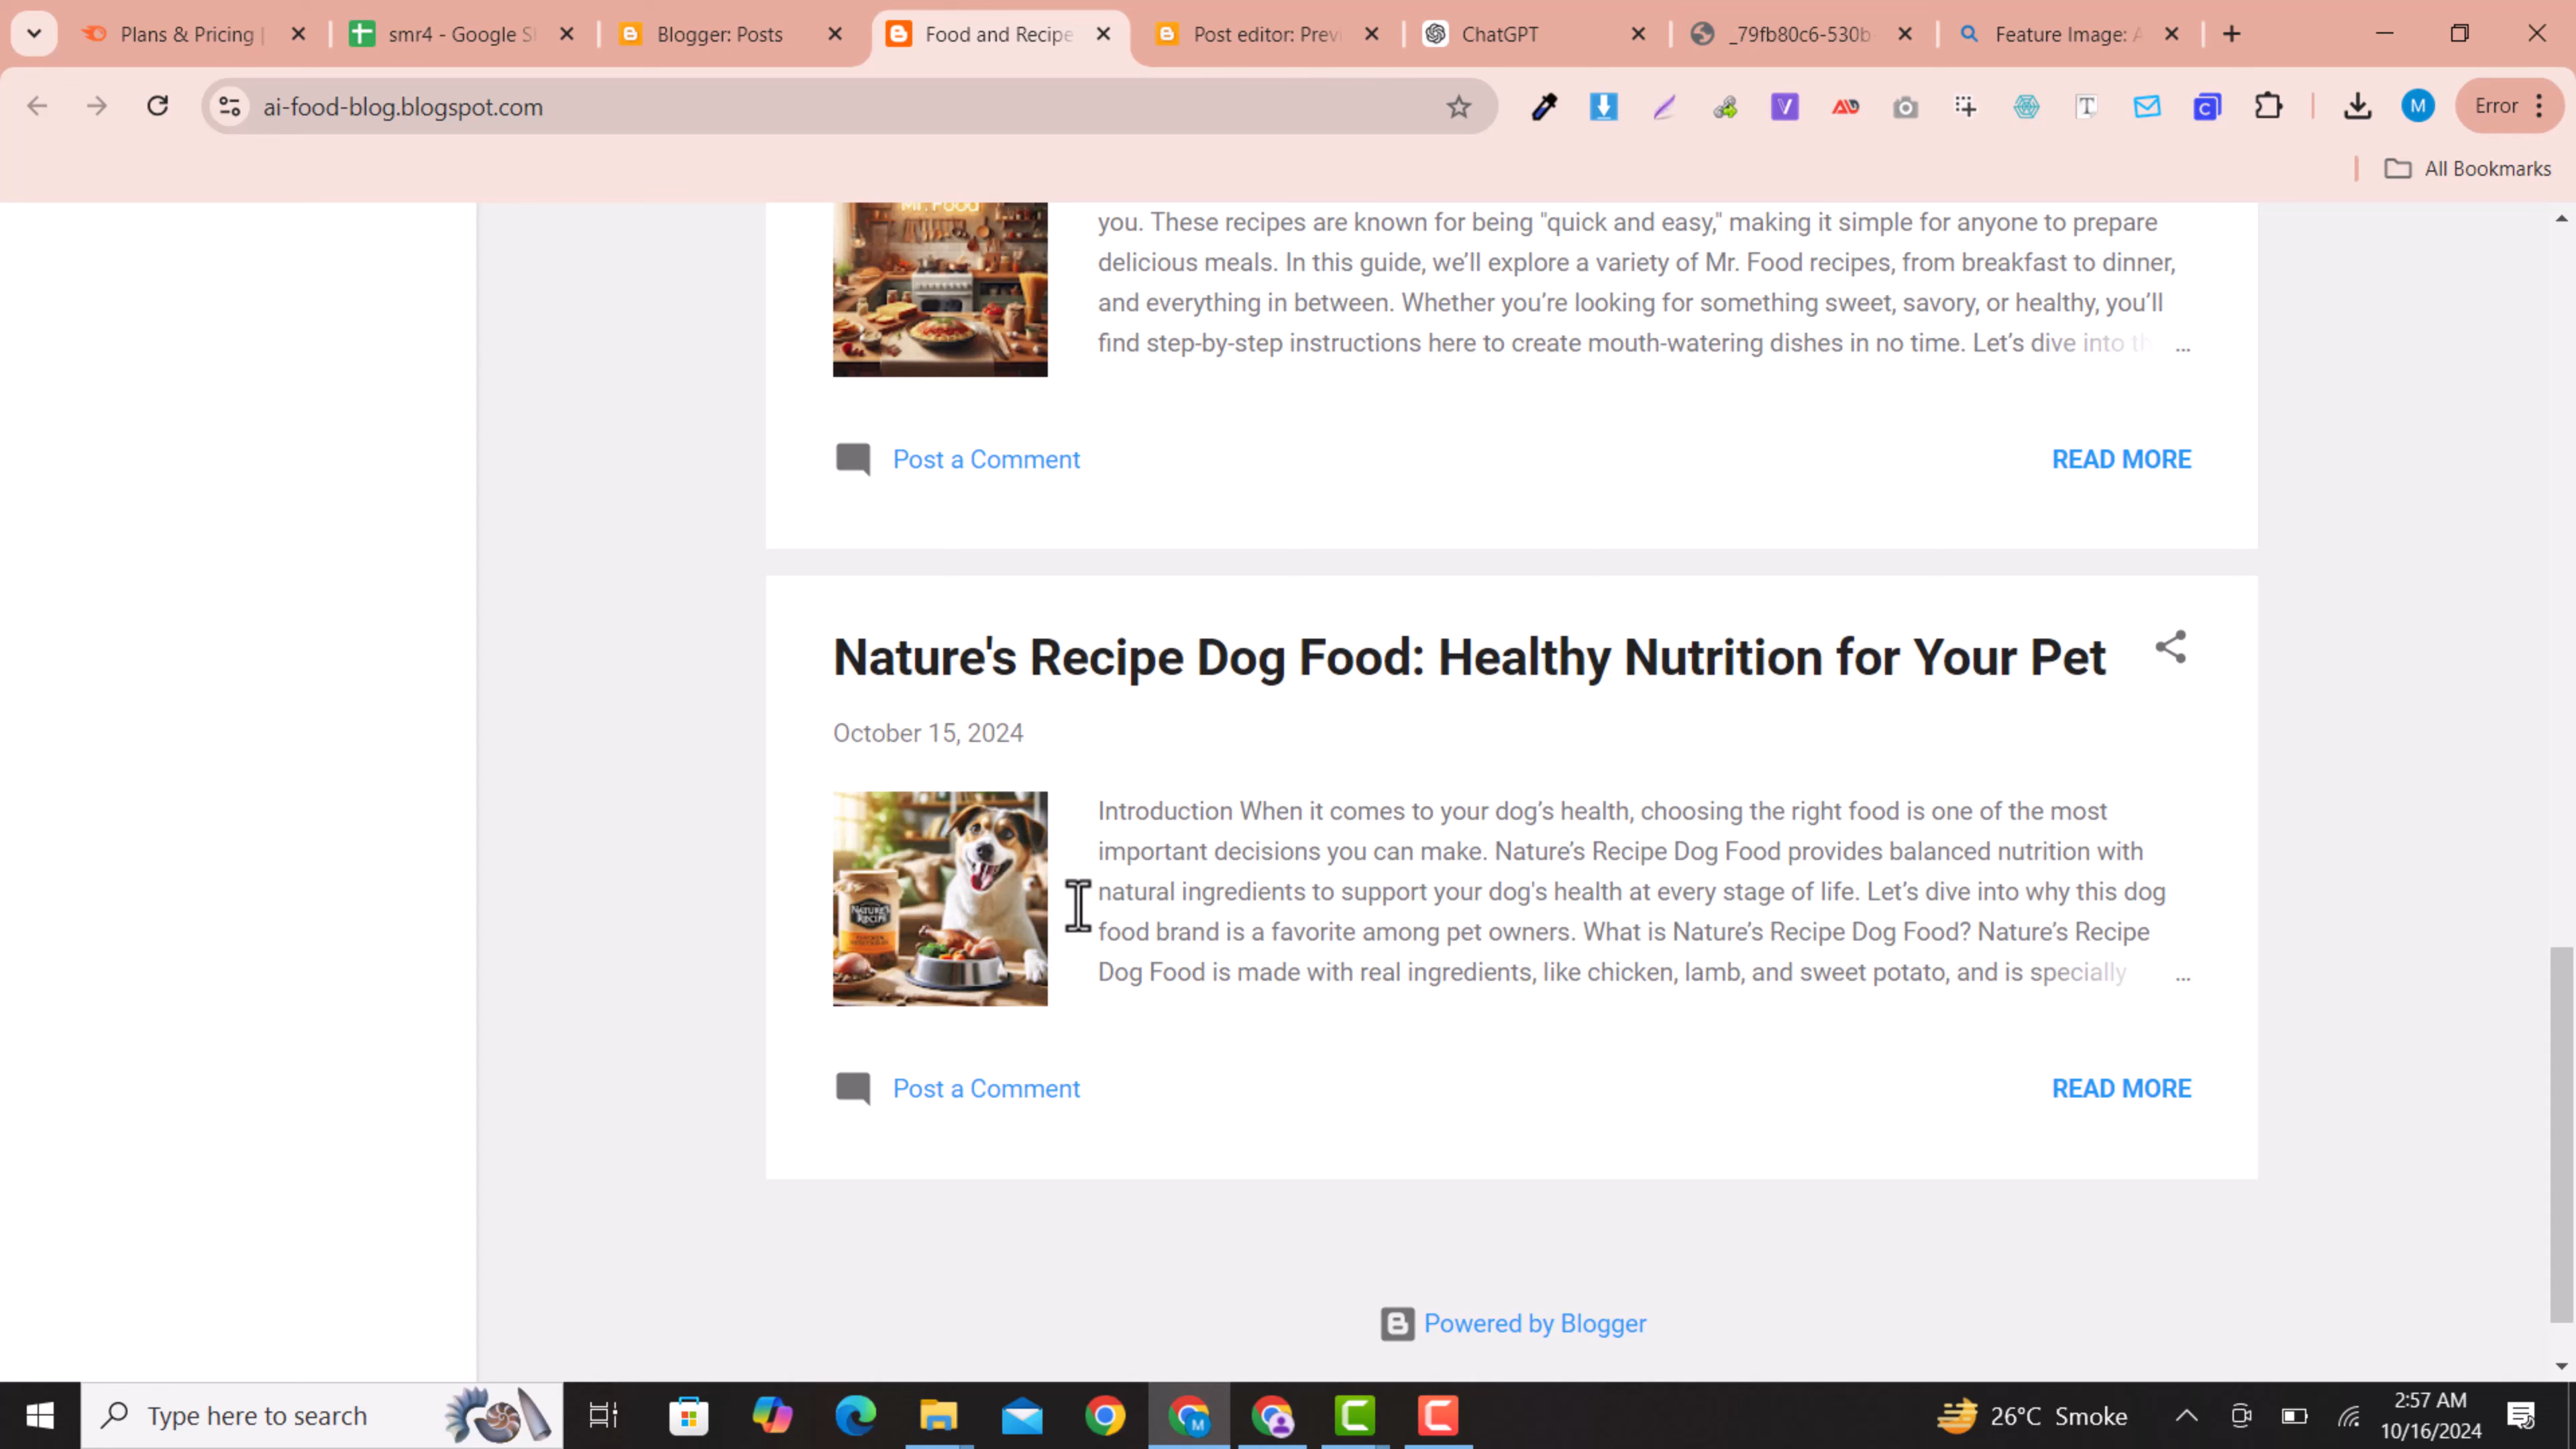 Plans & Pricing |
smr4 - Google Sl
Blogger: Posts
Food and Recipe
Post editor: Previ
ChatGPT
_79fb80c6-530b
Feature Image: A
ai-food-blog.blogspot.com
M
Error
All Bookmarks
Mr. Food
you. These recipes are known for being "quick and easy," making it simple for anyone to prepare
delicious meals. In this guide, we’ll explore a variety of Mr. Food recipes, from breakfast to dinner,
and everything in between. Whether you’re looking for something sweet, savory, or healthy, you’ll
find step-by-step instructions here to create mouth-watering dishes in no time. Let’s dive into th ...
Post a Comment
READ MORE
Nature's Recipe Dog Food: Healthy Nutrition for Your Pet
October 15, 2024
NATURE'S
RECIPE
Introduction When it comes to your dog’s health, choosing the right food is one of the most
important decisions you can make. Nature’s Recipe Dog Food provides balanced nutrition with
natural ingredients to support your dog's health at every stage of life. Let’s dive into why this dog
food brand is a favorite among pet owners. What is Nature’s Recipe Dog Food? Nature’s Recipe
Dog Food is made with real ingredients, like chicken, lamb, and sweet potato, and is specially ...
Post a Comment
READ MORE
Powered by Blogger
Type here to search
26°C Smoke
2:57 AM
10/16/2024